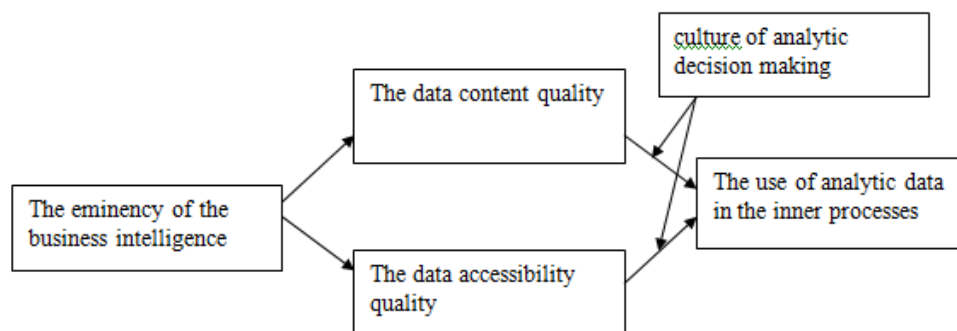 culture of analytic
decision making
The data content quality
The use of analytic data
in the inner processes
The eminency of the
business intelligence
The data accessibility
quality